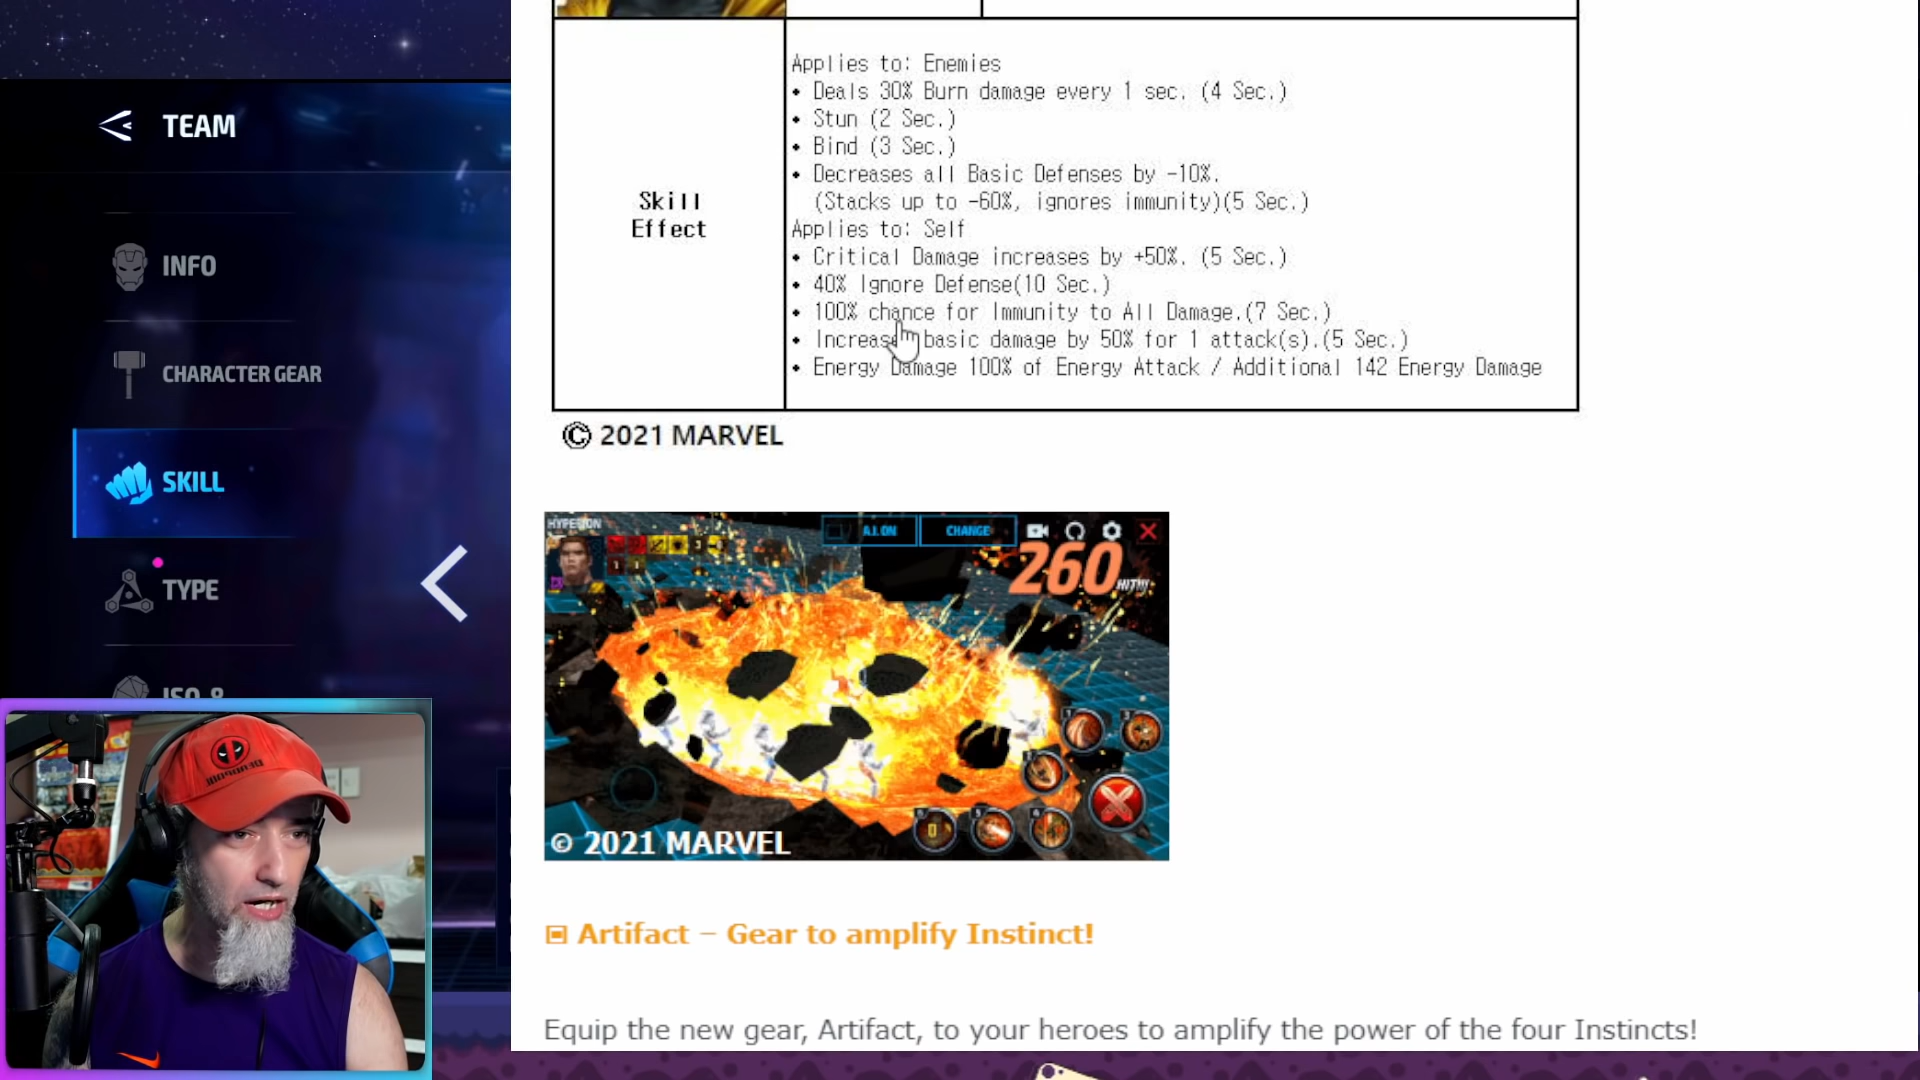 TEAM
INFO
CHARACTER GEAR
SKILL
TYPE
ISO-8
Skill
Effect
Applies to: Enemies
• Deals 30% Burn damage every 1 sec. (4 Sec.)
• Stun (2 Sec.)
• Bind (3 Sec.)
• Decreases all Basic Defenses by -10%.
(Stacks up to -60%, ignores immunity)(5 Sec.)
Applies to: Self
• Critical Damage increases by +50%. (5 Sec.)
• 40% Ignore Defense(10 Sec.)
• 100% chance for Immunity to All Damage.(7 Sec.)
• Increase basic damage by 50% for 1 attack(s).(5 Sec.)
• Energy Damage 100% of Energy Attack / Additional 142 Energy Damage
© 2021 MARVEL
HYPERION
A.I.ON
CHANGE
260
HIT!!!
© 2021 MARVEL
Artifact – Gear to amplify Instinct!
Equip the new gear, Artifact, to your heroes to amplify the power of the four Instincts!